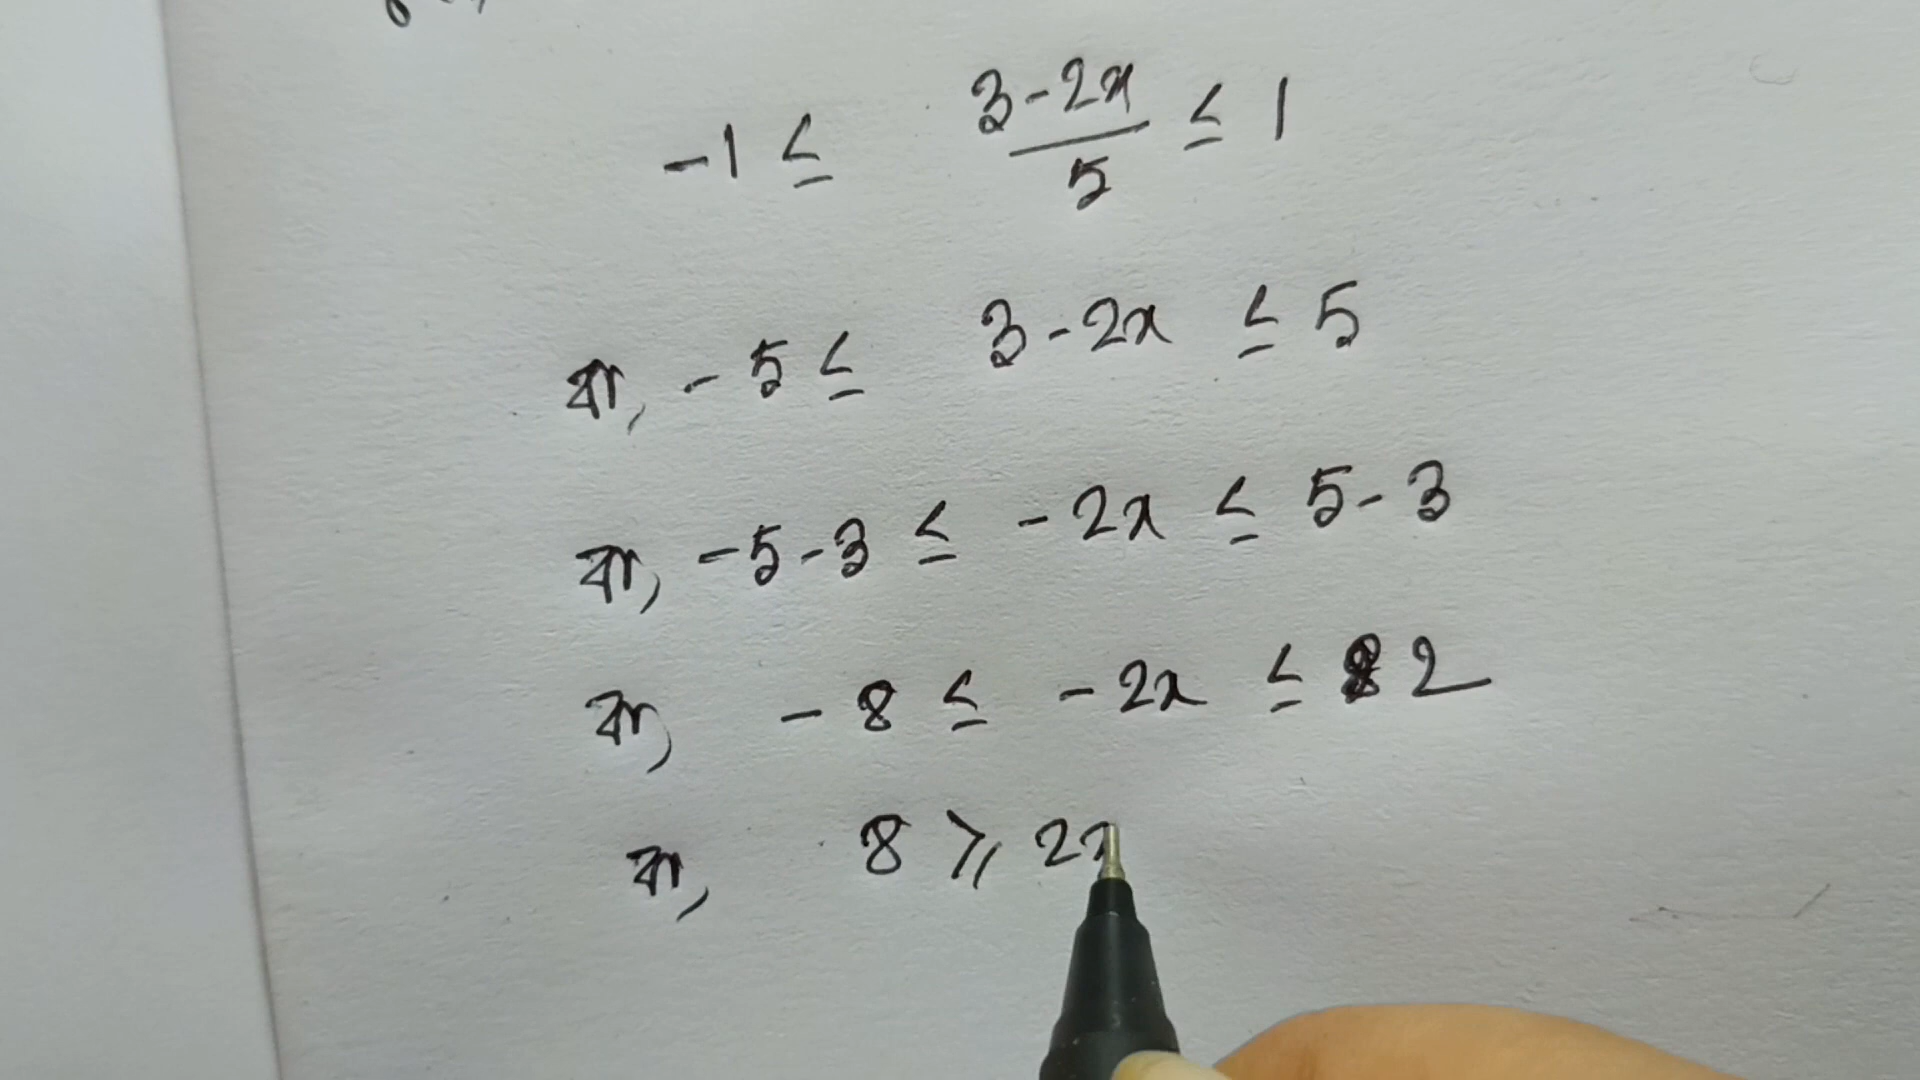 -1 ≤ (3-2x)/5 ≤ 1
বা, -5 ≤ 3-2x ≤ 5
বা, -5-3 ≤ -2x ≤ 5-3
বা, -8 ≤ -2x ≤ 2
বা, 8 ≥ 2x